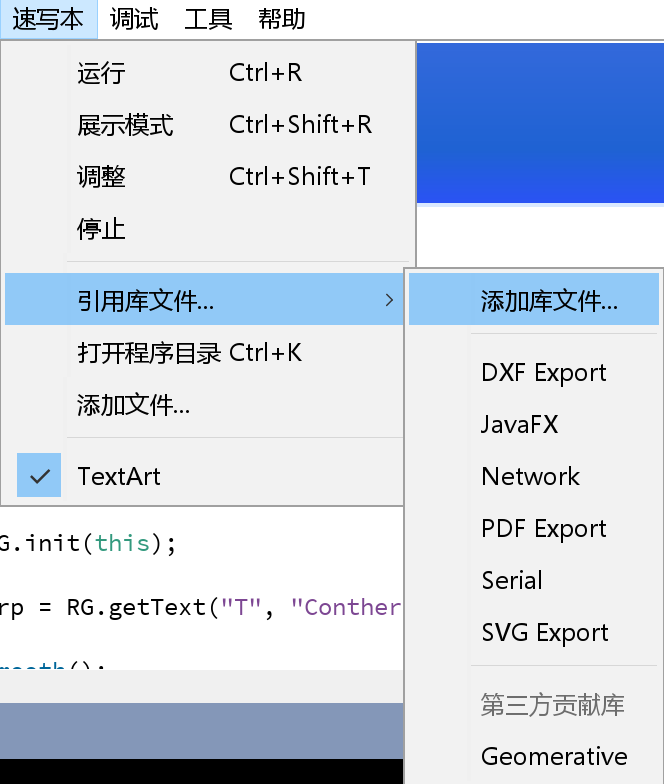 速写本 调试 工具 帮助
运行 Ctrl+R
展示模式 Ctrl+Shift+R
调整 Ctrl+Shift+T
停止
引用库文件...
打开程序目录 Ctrl+K
添加文件...
TextArt
添加库文件...
DXF Export
JavaFX
Network
PDF Export
Serial
SVG Export
第三方贡献库
Geomerative
G.init(this);
rp = RG.getText("T", "Conther